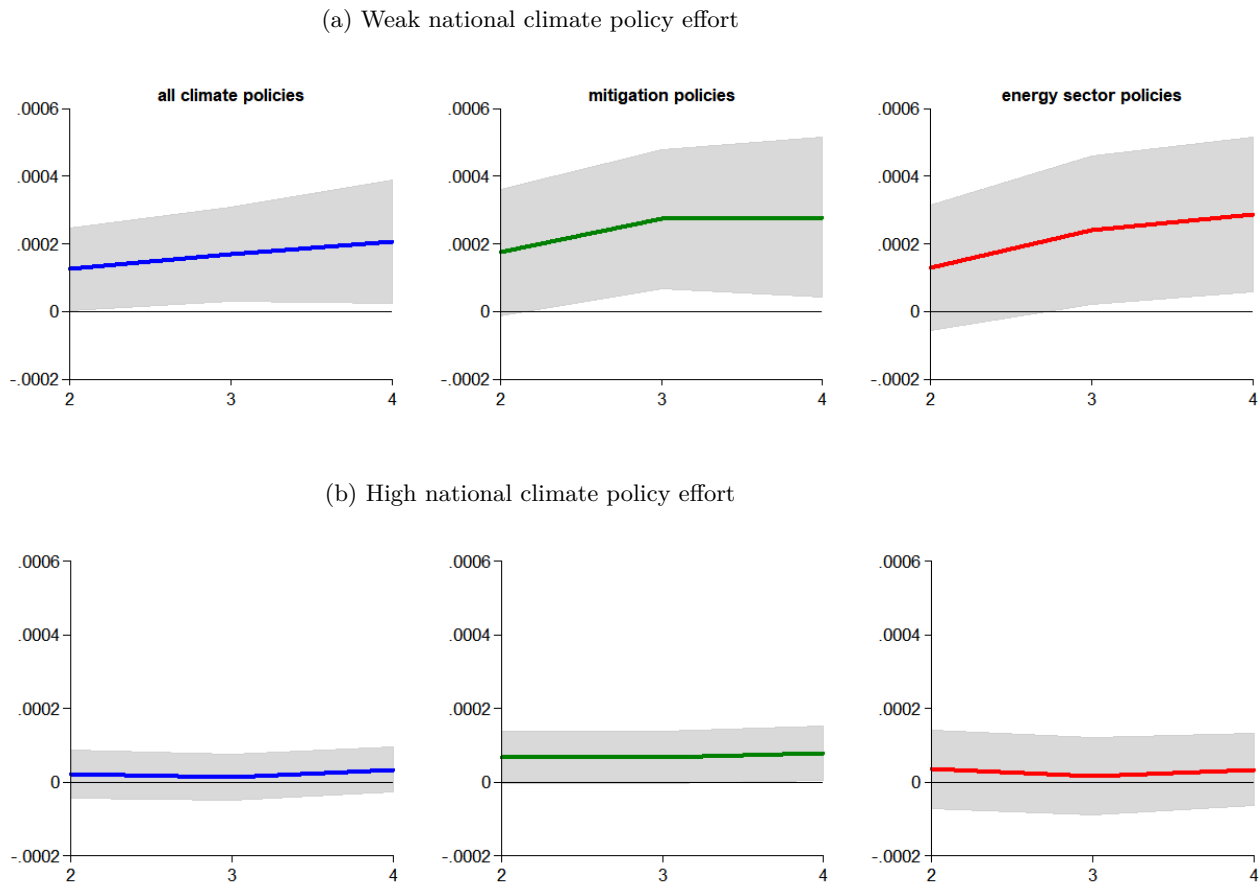 (a) Weak national climate policy effort
all climate policies
.0006
.0004
.0002
0
-.0002
2 3 4
mitigation policies
.0006
.0004
.0002
0
-.0002
2 3 4
energy sector policies
.0006
.0004
.0002
0
-.0002
2 3 4
(b) High national climate policy effort
.0006
.0004
.0002
0
-.0002
2 3 4
.0006
.0004
.0002
0
-.0002
2 3 4
.0006
.0004
.0002
0
-.0002
2 3 4